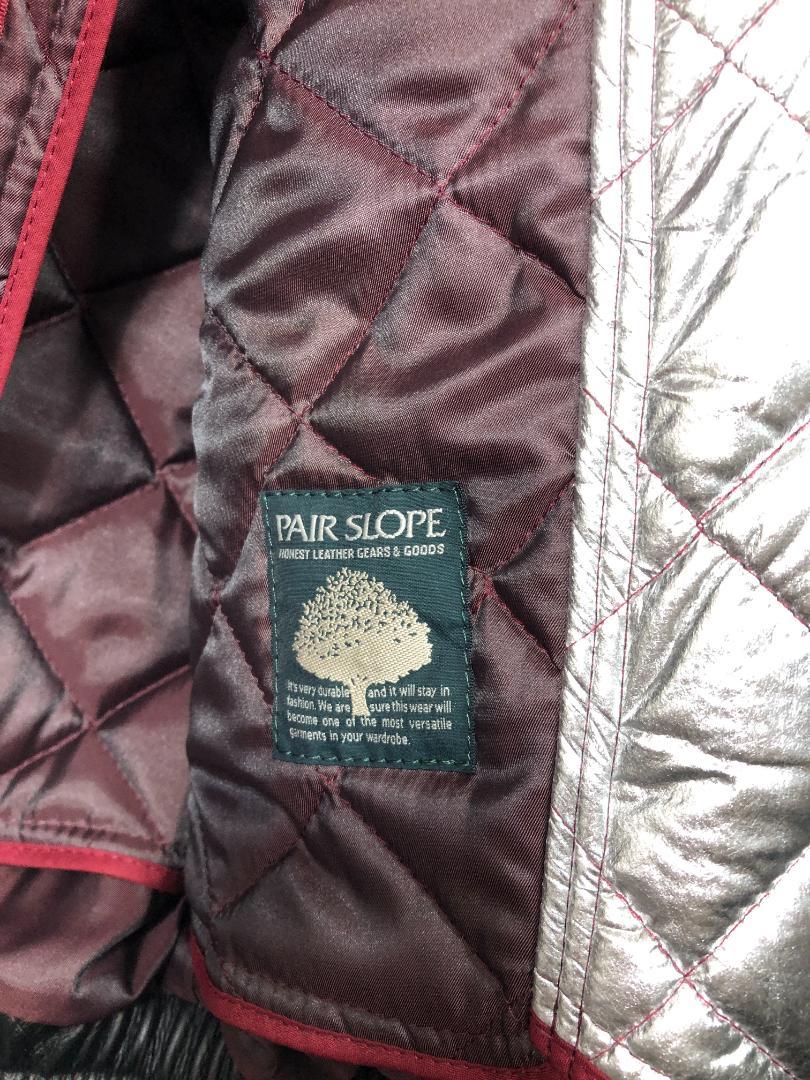 PAIR SLOPE
HONEST LEATHER GEARS & GOODS
It's very durable and it will stay in
fashion. We are sure this wear will
become one of the most versatile
garments in your wardrobe.